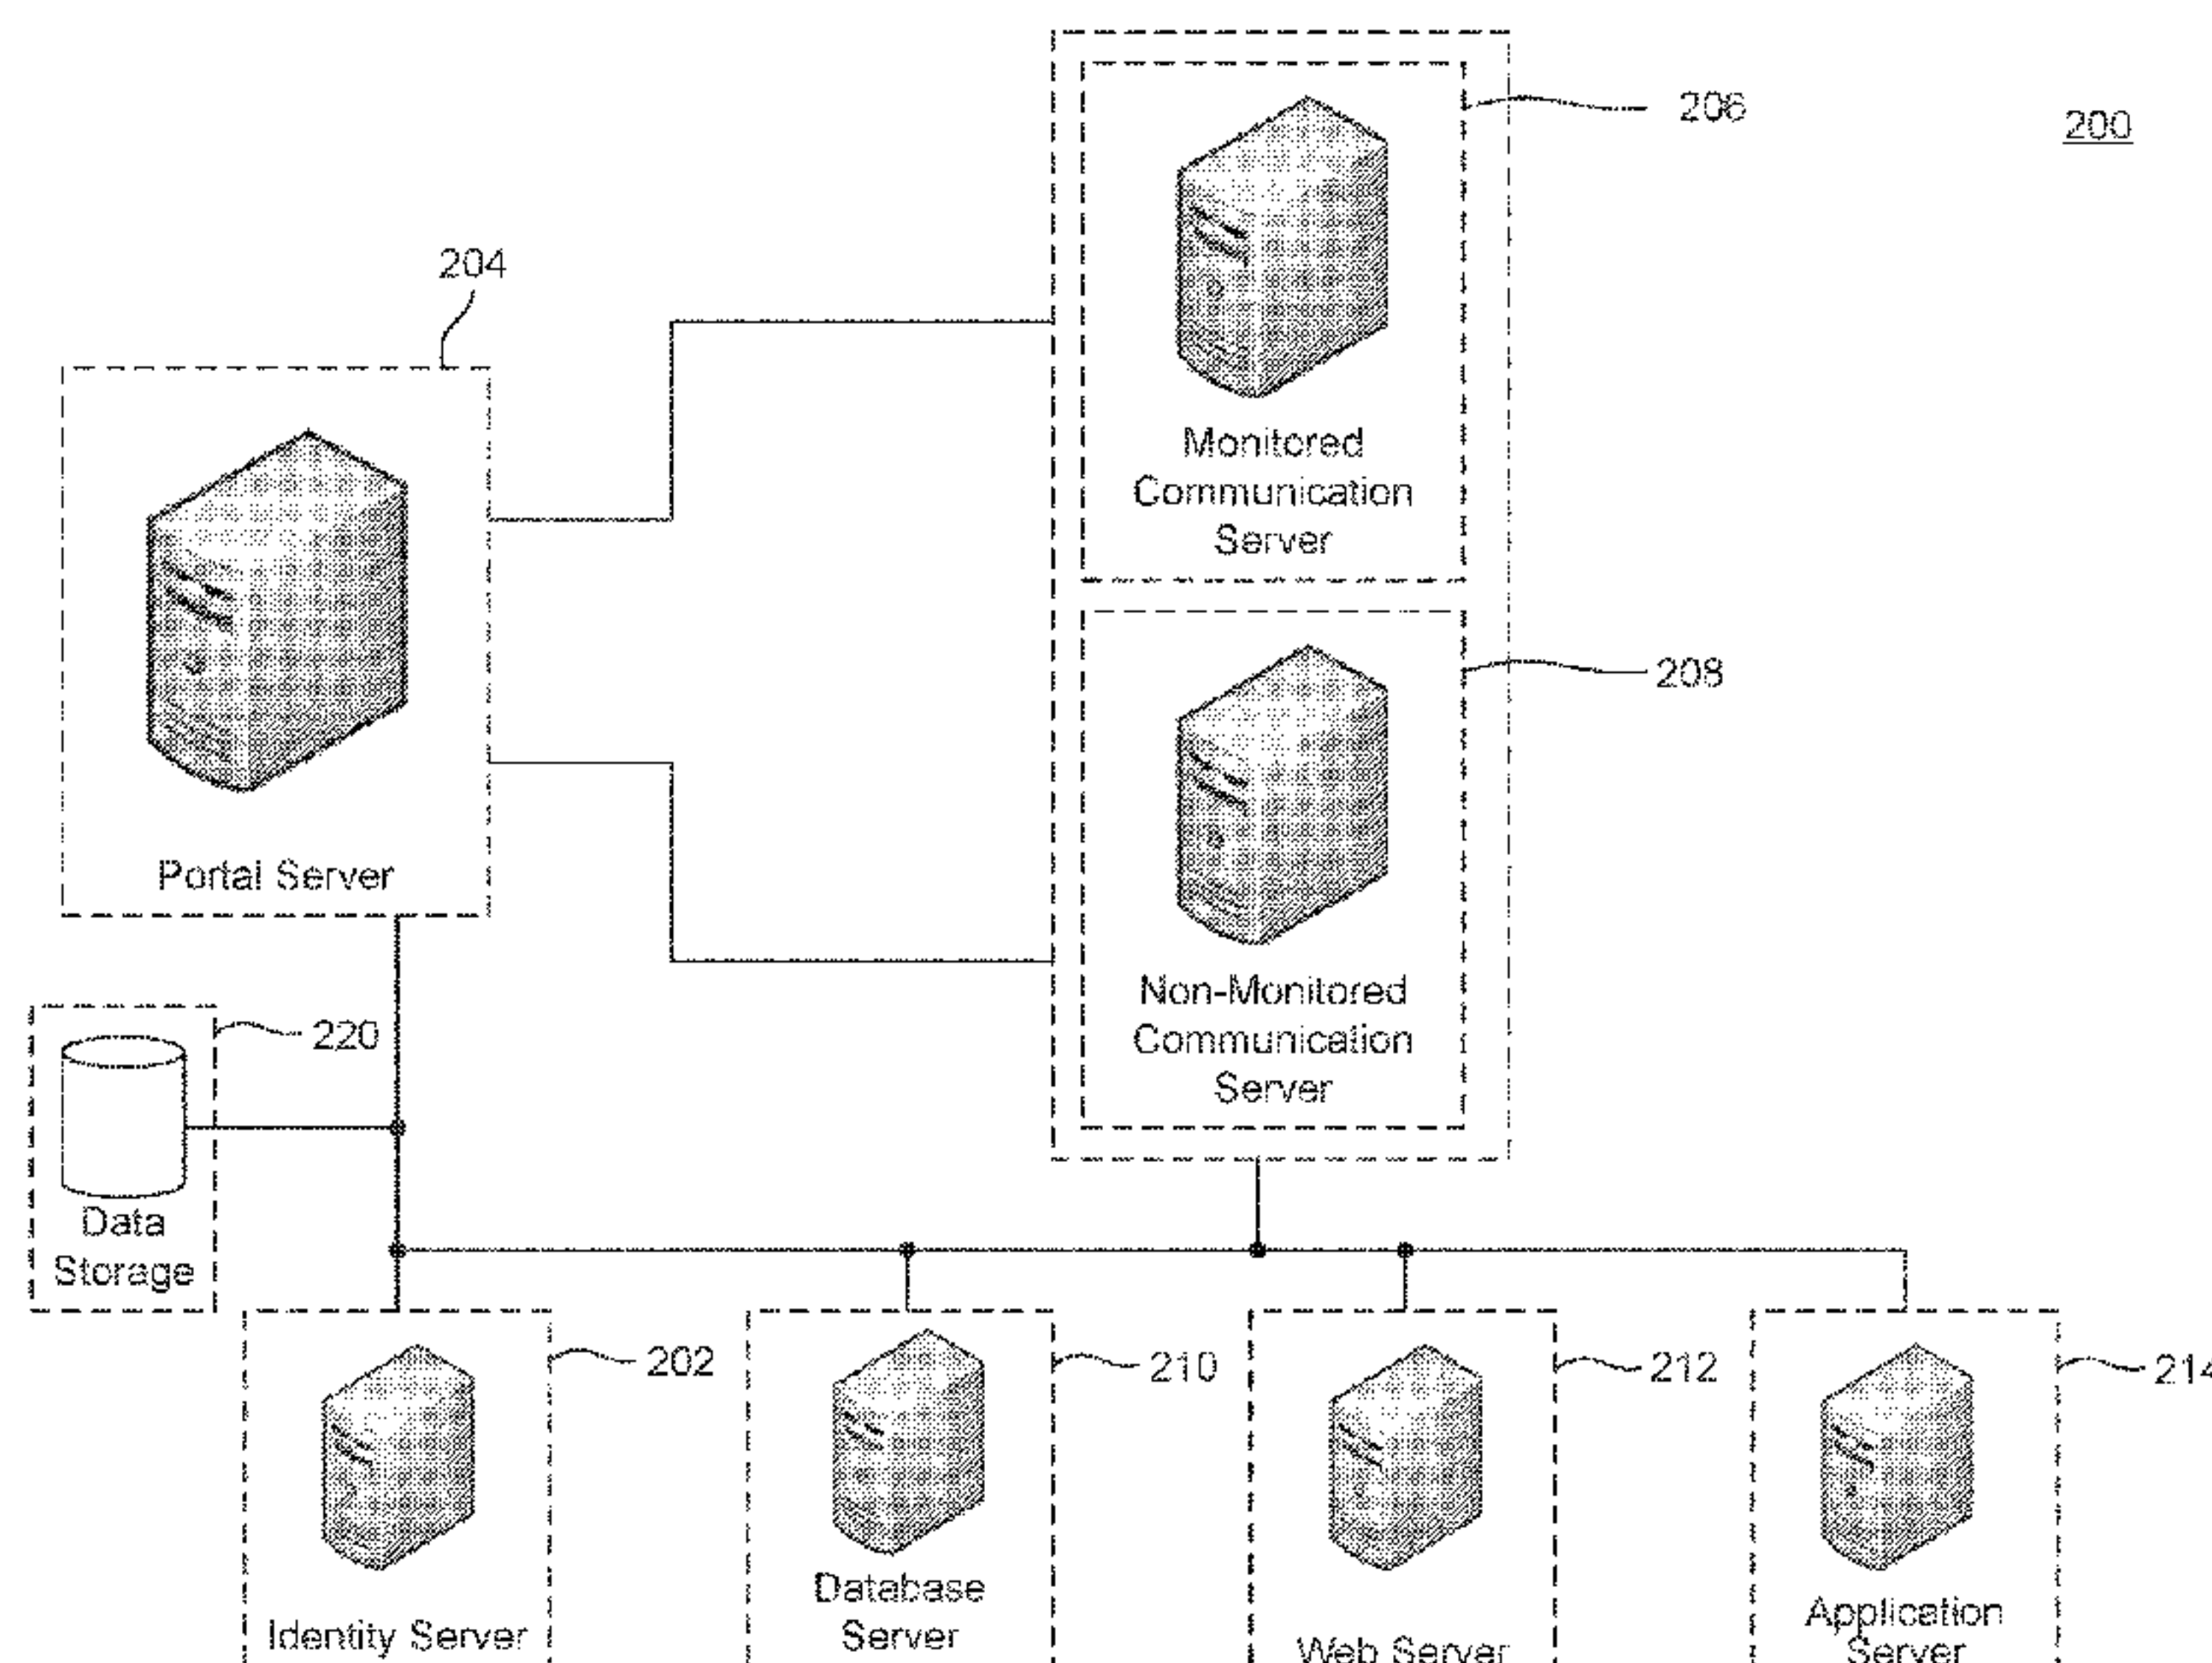 206
200
204
Monitored
Communication
Server
208
Portal Server
Non-Monitored
Communication
Server
220
Data
Storage
202
210
212
214
Identity Server
Database
Server
Web Server
Application
Server